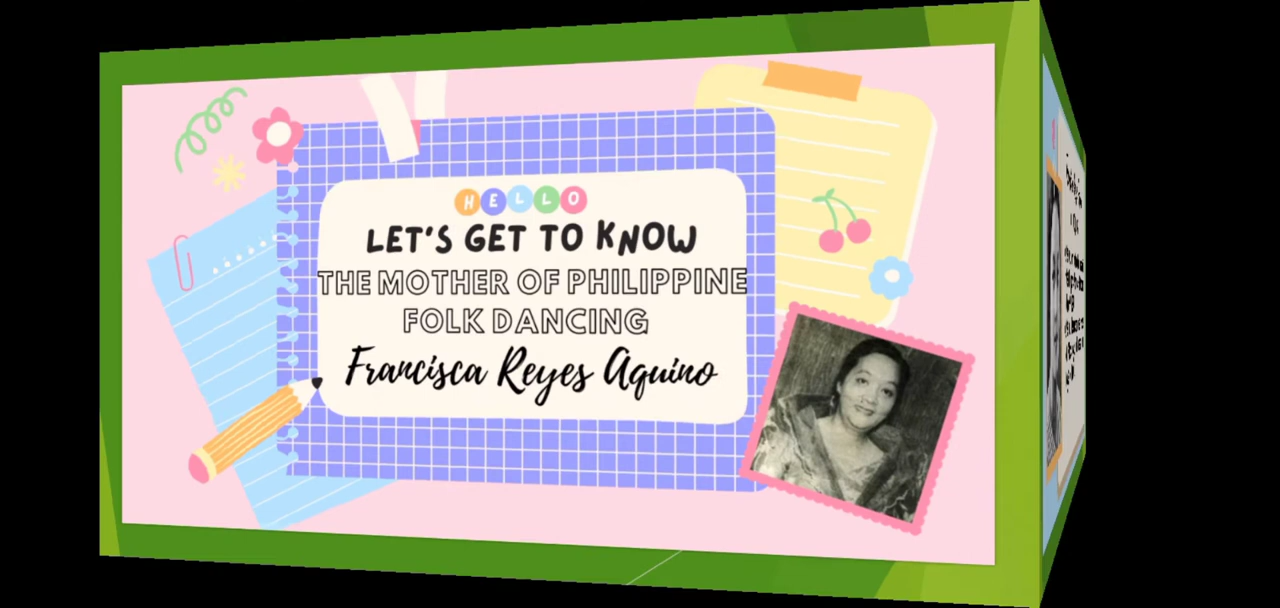 HELLO
LET'S GET TO KNOW
THE MOTHER OF PHILIPPINE
FOLK DANCING
Francisca Reyes Aquino